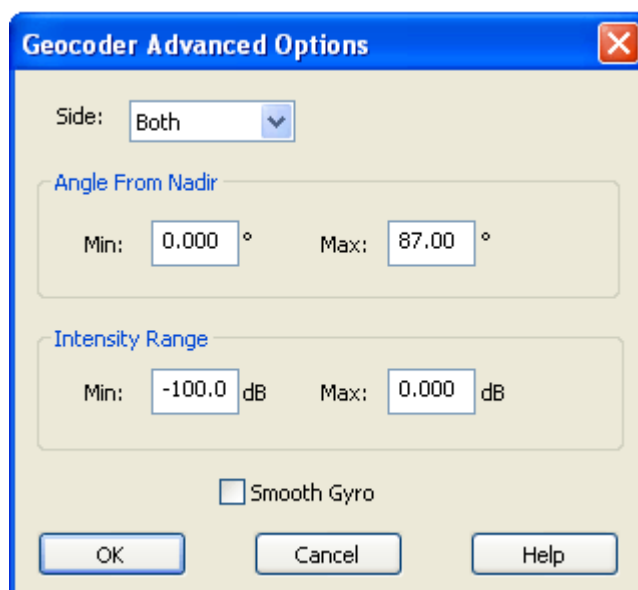 Geocoder Advanced Options
Side: Both
Angle From Nadir
Min: 0.000 ° Max: 87.00 °
Intensity Range
Min: -100.0 dB Max: 0.000 dB
Smooth Gyro
OK Cancel Help